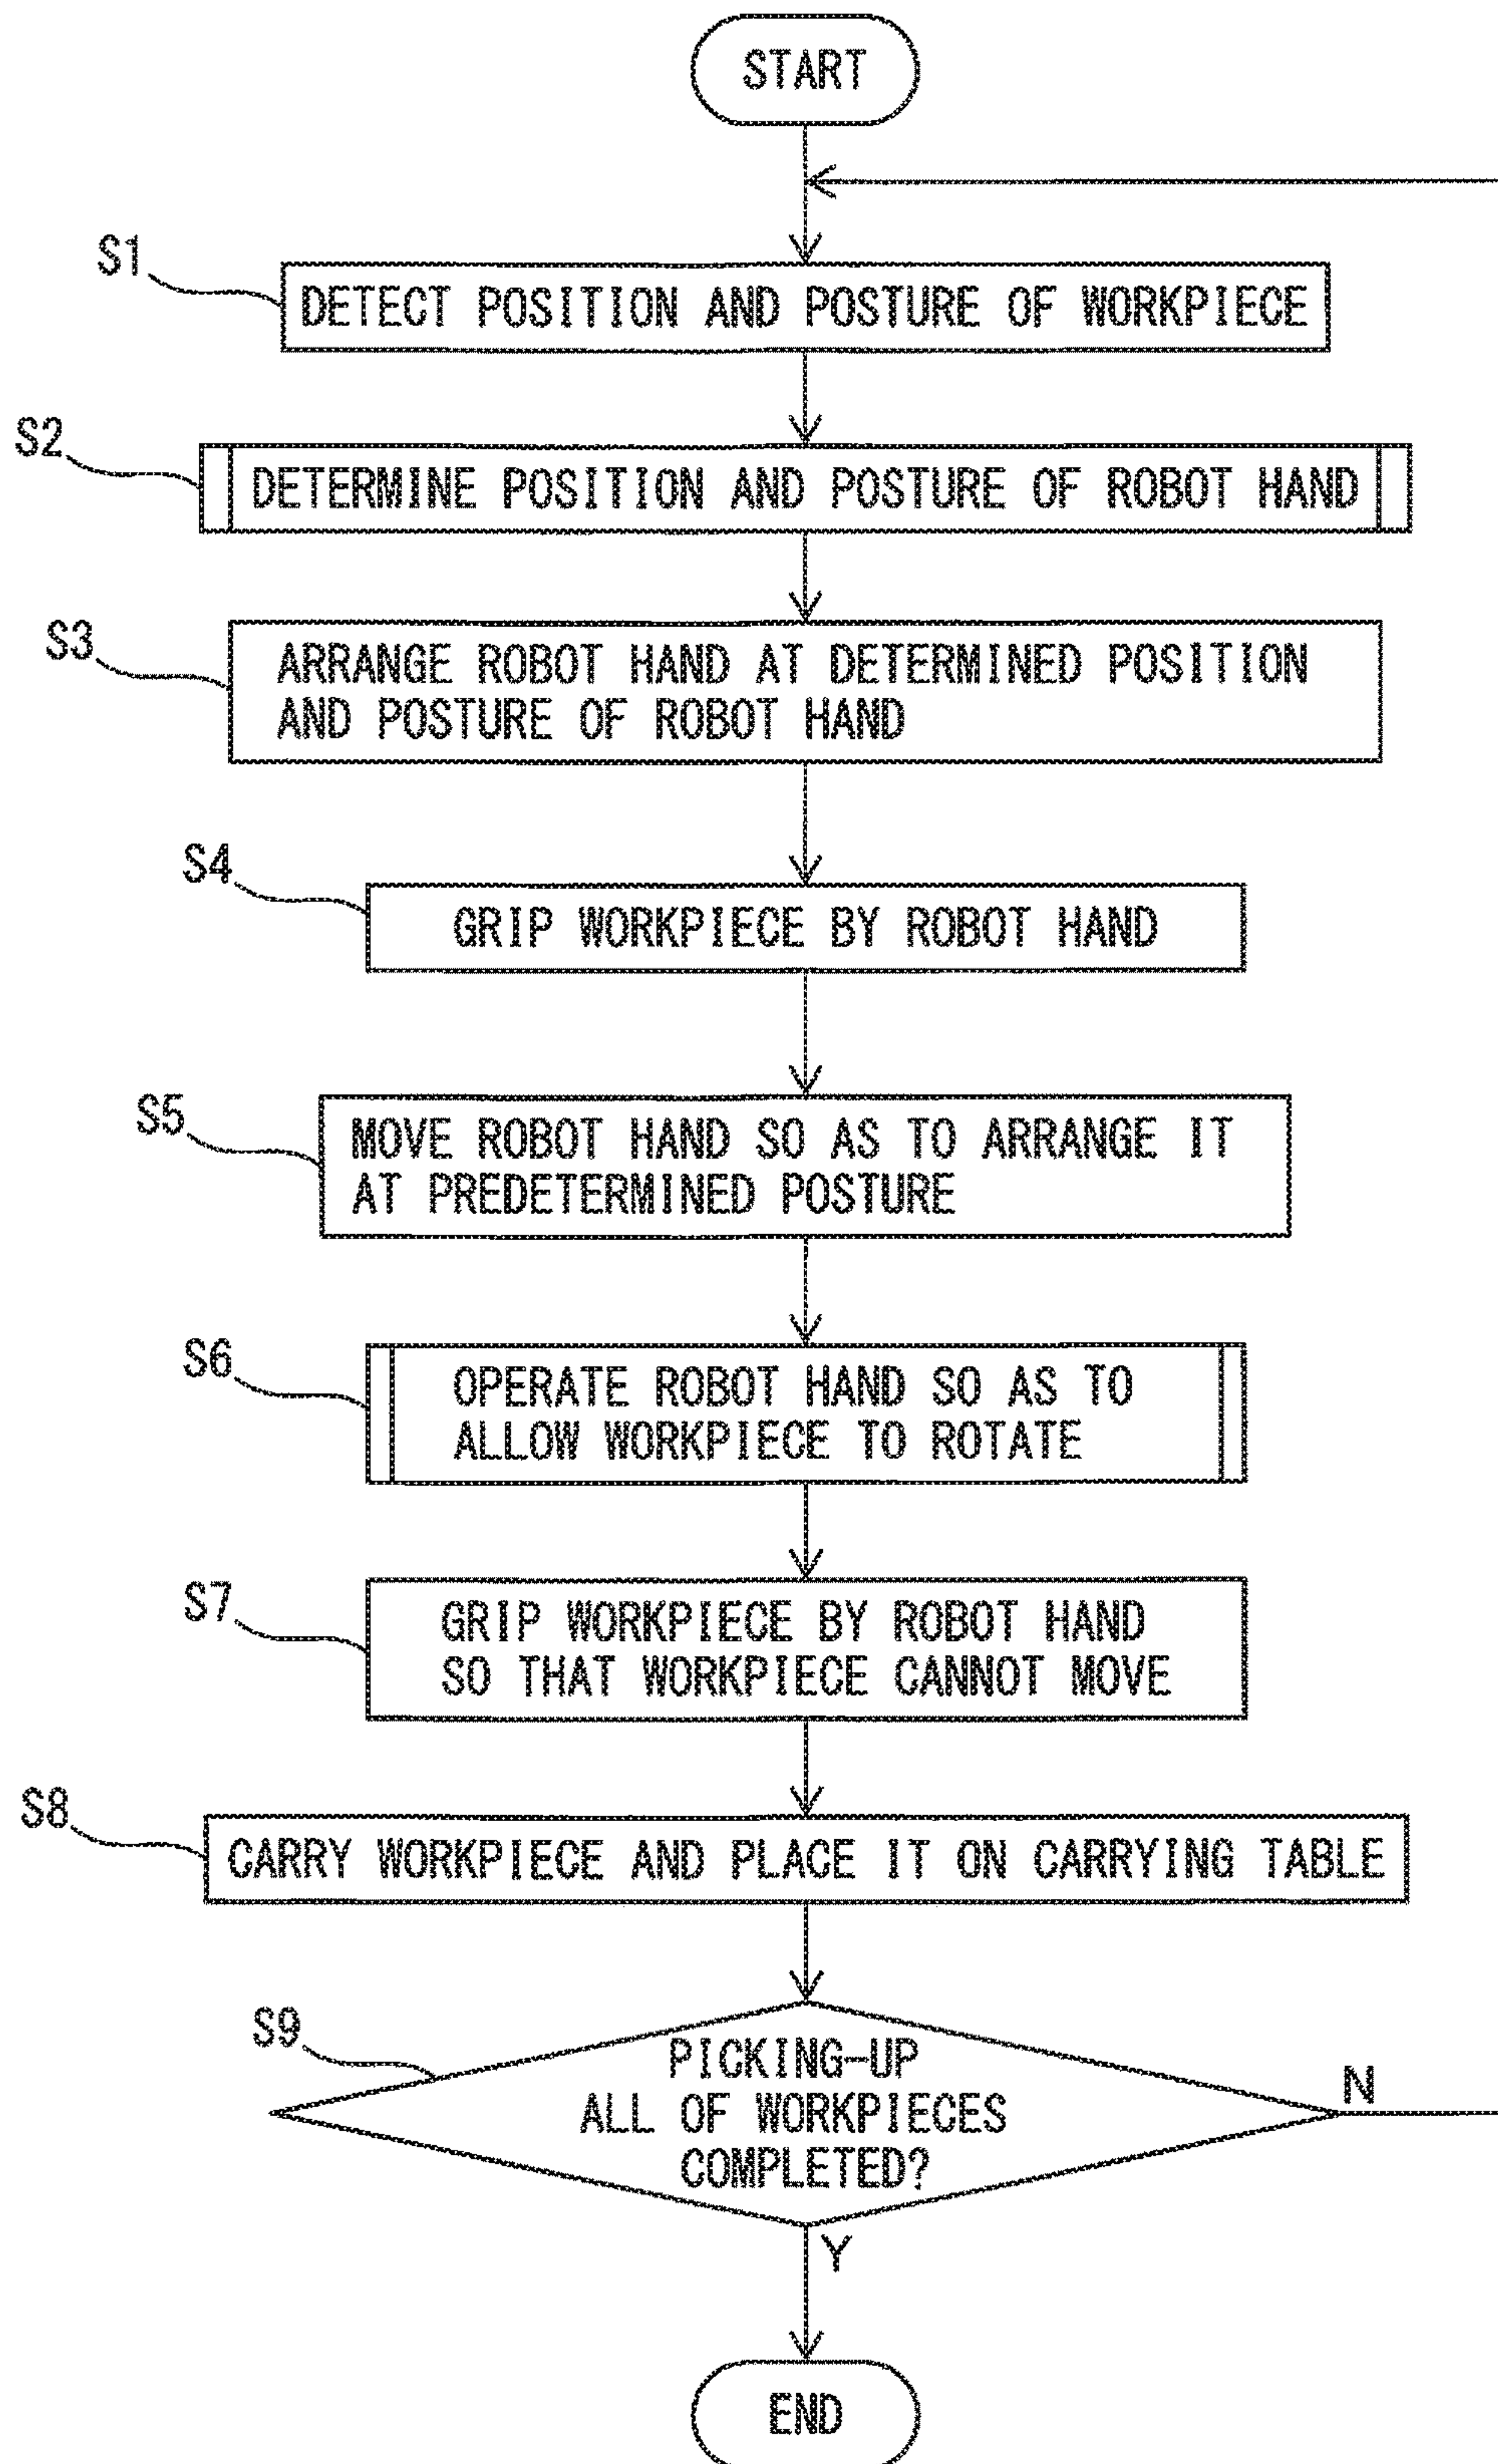 START
S1
DETECT POSITION AND POSTURE OF WORKPIECE
S2
DETERMINE POSITION AND POSTURE OF ROBOT HAND
S3
ARRANGE ROBOT HAND AT DETERMINED POSITION
AND POSTURE OF ROBOT HAND
S4
GRIP WORKPIECE BY ROBOT HAND
S5
MOVE ROBOT HAND SO AS TO ARRANGE IT
AT PREDETERMINED POSTURE
S6
OPERATE ROBOT HAND SO AS TO
ALLOW WORKPIECE TO ROTATE
S7
GRIP WORKPIECE BY ROBOT HAND
SO THAT WORKPIECE CANNOT MOVE
S8
CARRY WORKPIECE AND PLACE IT ON CARRYING TABLE
S9
PICKING-UP
ALL OF WORKPIECES
COMPLETED?
N
Y
END